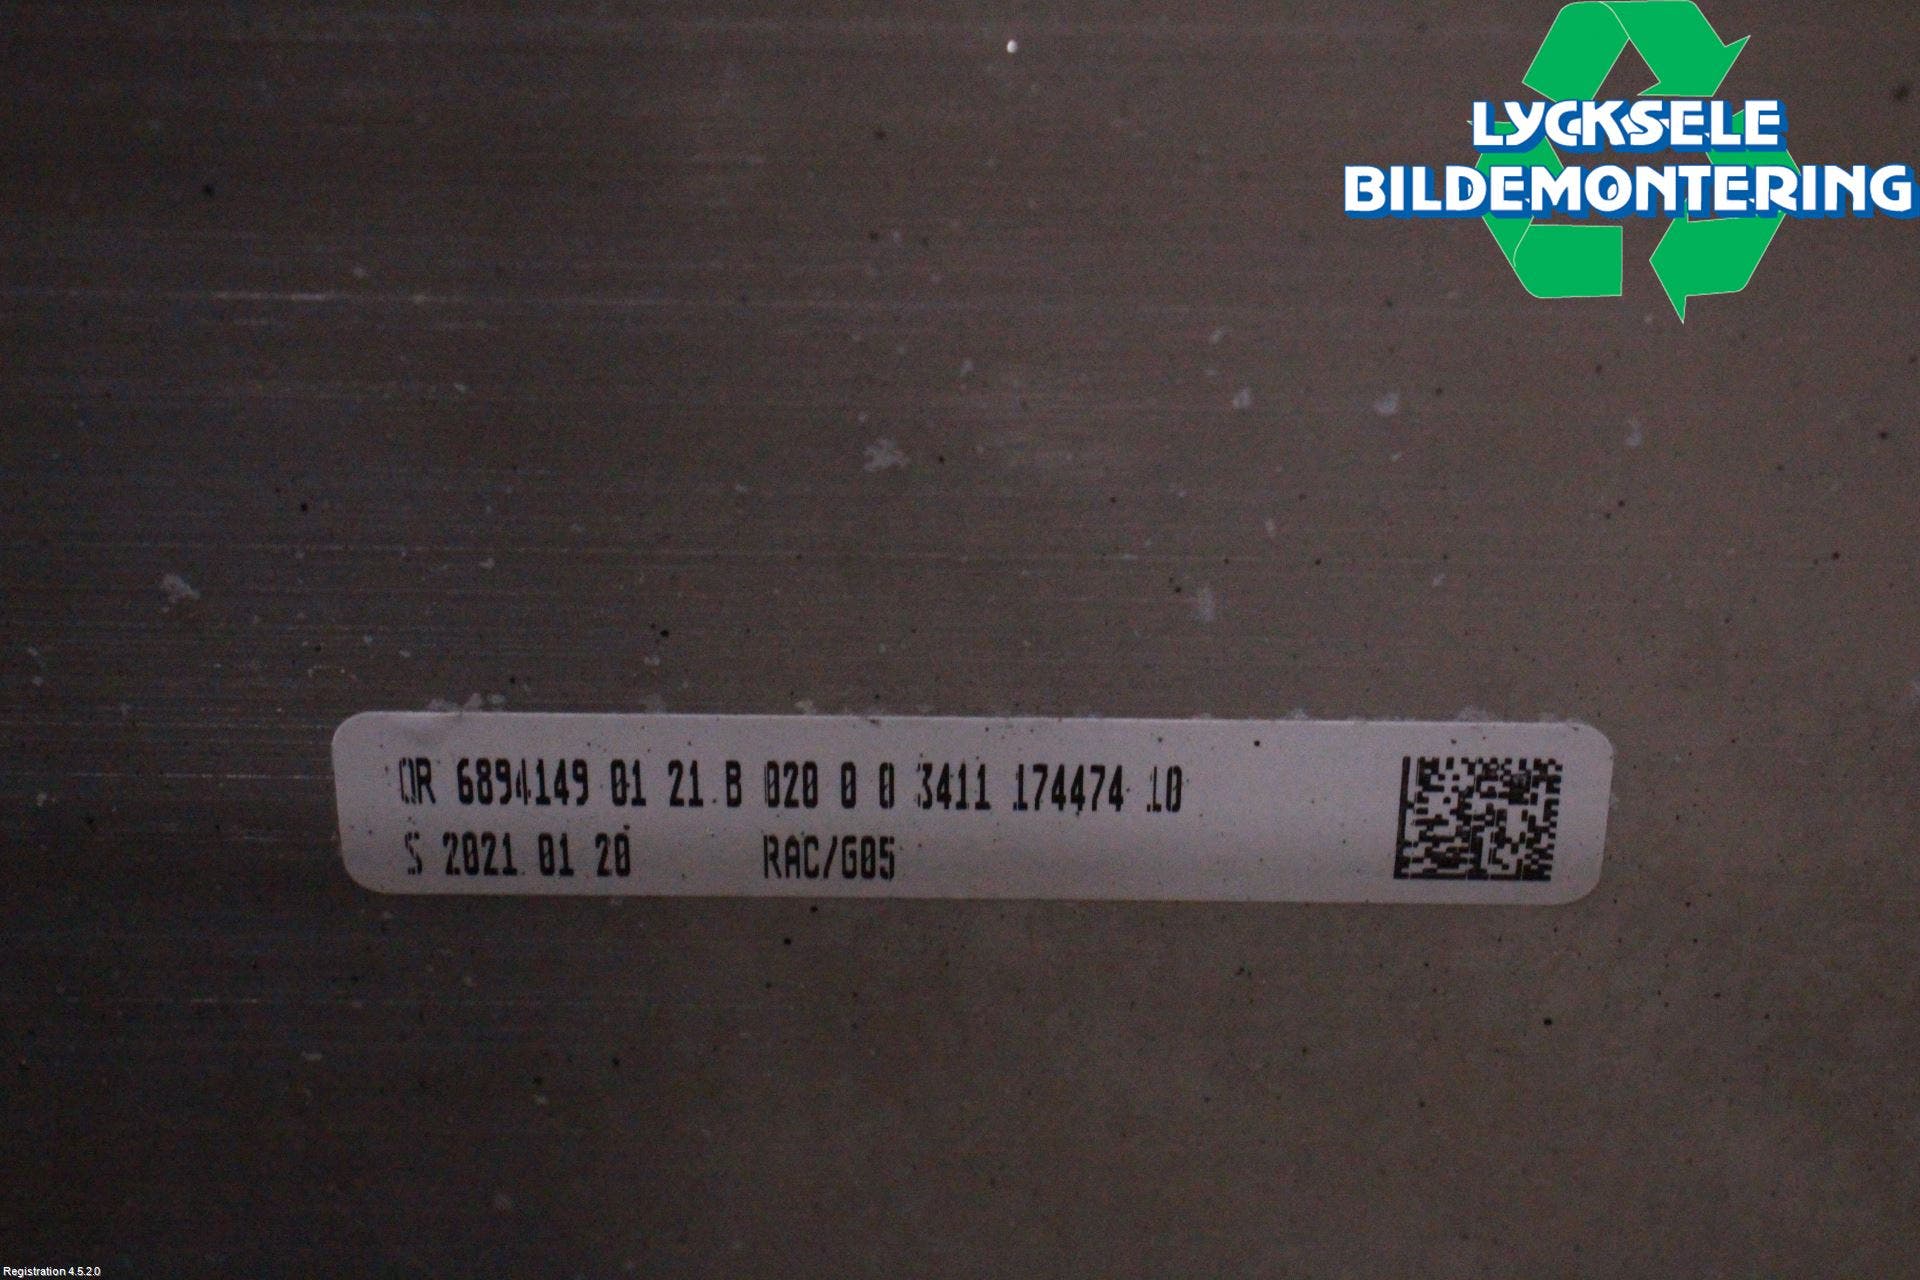 LYCKSELE
BILDEMONTERING
OR 6894149 01 21 B 020 0 0 3411 174474 10
S 2021 01 20 RAC/G05
Registration 4.5.2.0